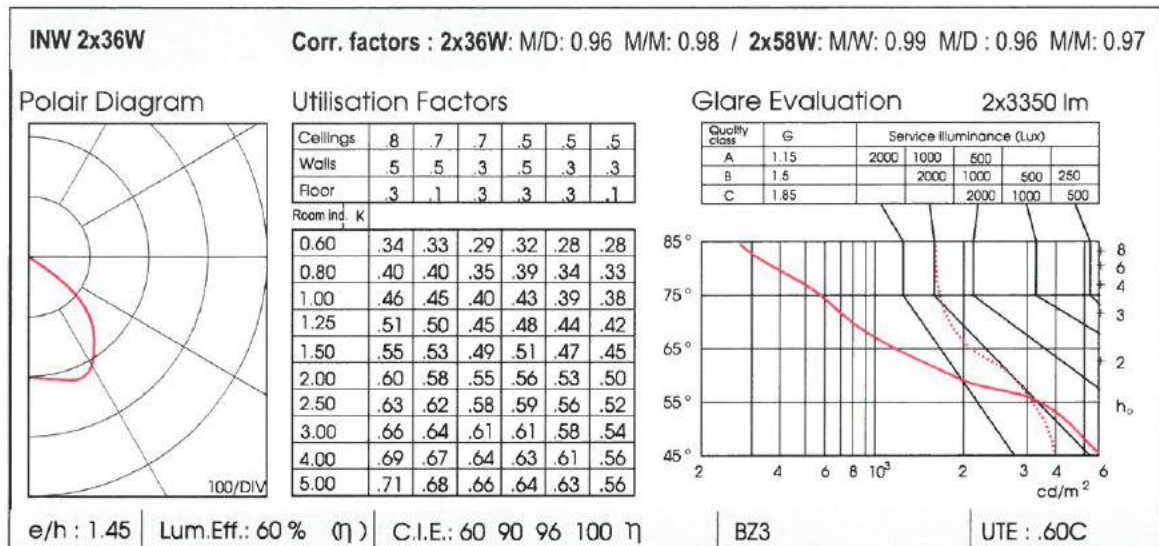 INW 2x36W
Corr. factors : 2x36W: M/D: 0.96 M/M: 0.98 / 2x58W: M/W: 0.99 M/D : 0.96 M/M: 0.97
Polair Diagram
100/DIV
Utilisation Factors
Ceilings .8 .7 .7 .5 .5 .5
Walls .5 .5 .3 .5 .3 .3
Floor .3 .1 .3 .3 .3 .1
Room ind. K
0.60 .34 .33 .29 .32 .28 .28
0.80 .40 .40 .35 .39 .34 .33
1.00 .46 .45 .40 .43 .39 .38
1.25 .51 .50 .45 .48 .44 .42
1.50 .55 .53 .49 .51 .47 .45
2.00 .60 .58 .55 .56 .53 .50
2.50 .63 .62 .58 .59 .56 .52
3.00 .66 .64 .61 .61 .58 .54
4.00 .69 .67 .64 .63 .61 .56
5.00 .71 .68 .66 .64 .63 .56
Glare Evaluation 2x3350 lm
Quality class G Service illuminance (Lux)
A 1.15 2000 1000 500
B 1.5 2000 1000 500 250
C 1.85 2000 1000 500
85°
75°
65°
55°
45°
8
6
4
3
2
ho
2 4 6 8 10³ 2 3 4 6
cd/m²
e/h : 1.45
Lum.Eff.: 60 % (η)
C.I.E.: 60 90 96 100 η
BZ3
UTE : .60C